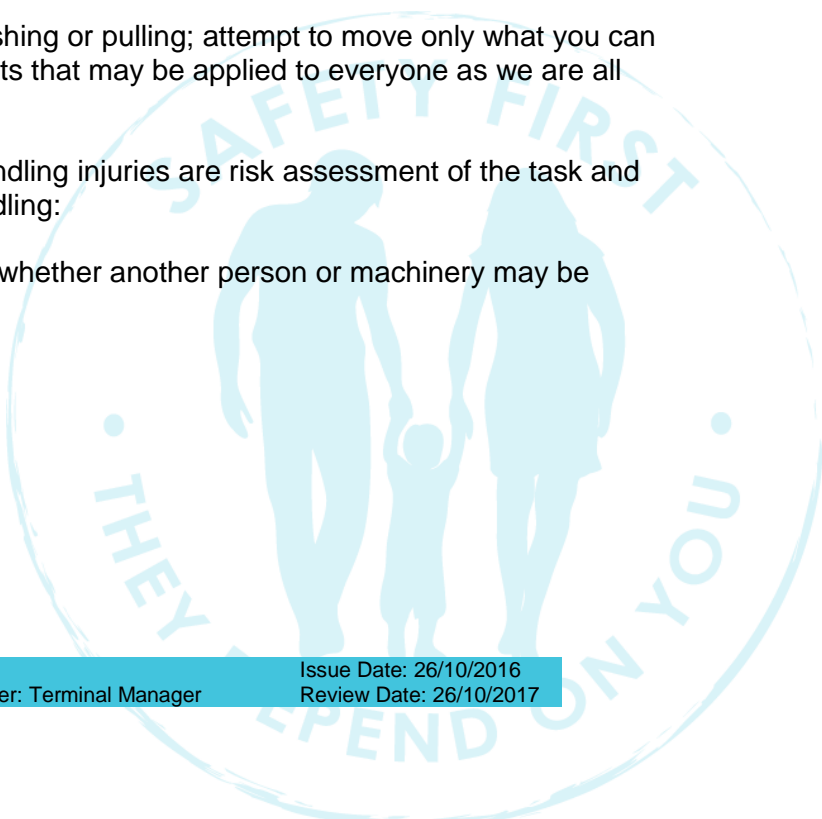 shing or pulling; attempt to move only what you can
ts that may be applied to everyone as we are all
ndling injuries are risk assessment of the task and
dling:
whether another person or machinery may be
SAFETY FIRST
THEY DEPEND ON YOU
Issue Date: 26/10/2016
er: Terminal Manager Review Date: 26/10/2017